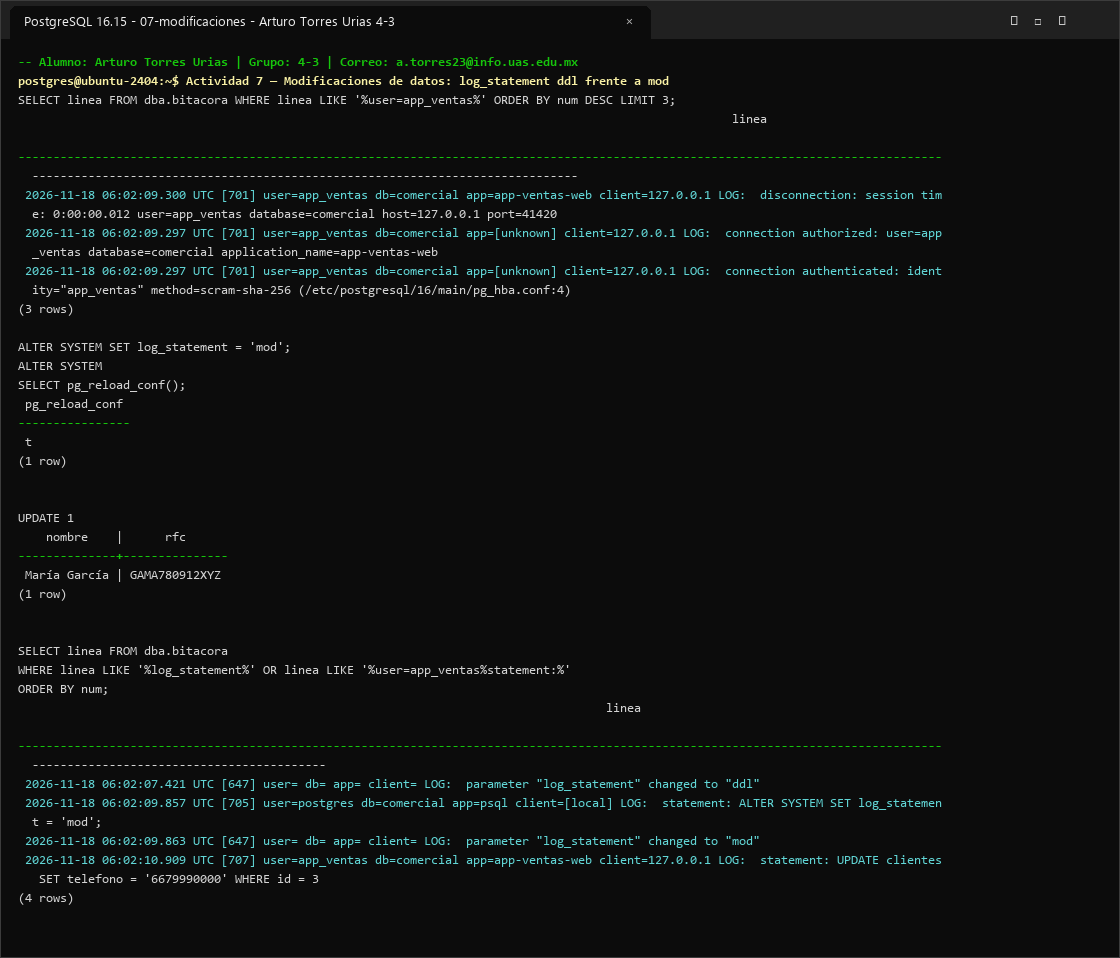 PostgreSQL 16.15 - 07-modificaciones - Arturo Torres Urias 4-3
-- Alumno: Arturo Torres Urias | Grupo: 4-3 | Correo: a.torres23@info.uas.edu.mx
postgres@ubuntu-2404:~$ Actividad 7 — Modificaciones de datos: log_statement ddl frente a mod
SELECT linea FROM dba.bitacora WHERE linea LIKE '%user=app_ventas%' ORDER BY num DESC LIMIT 3;
linea
------------------------------------------------------------------------------------------------------------------------------------
------------------------------------------------------------------------------
2026-11-18 06:02:09.300 UTC [701] user=app_ventas db=comercial app=app-ventas-web client=127.0.0.1 LOG:  disconnection: session tim
e: 0:00:00.012 user=app_ventas database=comercial host=127.0.0.1 port=41420
2026-11-18 06:02:09.297 UTC [701] user=app_ventas db=comercial app=[unknown] client=127.0.0.1 LOG:  connection authorized: user=app
_ventas database=comercial application_name=app-ventas-web
2026-11-18 06:02:09.297 UTC [701] user=app_ventas db=comercial app=[unknown] client=127.0.0.1 LOG:  connection authenticated: ident
ity="app_ventas" method=scram-sha-256 (/etc/postgresql/16/main/pg_hba.conf:4)
(3 rows)
ALTER SYSTEM SET log_statement = 'mod';
ALTER SYSTEM
SELECT pg_reload_conf();
pg_reload_conf
----------------
t
(1 row)
UPDATE 1
nombre    |      rfc
--------------+---------------
María García | GAMA780912XYZ
(1 row)
SELECT linea FROM dba.bitacora
WHERE linea LIKE '%log_statement%' OR linea LIKE '%user=app_ventas%statement:%'
ORDER BY num;
linea
------------------------------------------------------------------------------------------------------------------------------------
------------------------------------------
2026-11-18 06:02:07.421 UTC [647] user= db= app= client= LOG:  parameter "log_statement" changed to "ddl"
2026-11-18 06:02:09.857 UTC [705] user=postgres db=comercial app=psql client=[local] LOG:  statement: ALTER SYSTEM SET log_statemen
t = 'mod';
2026-11-18 06:02:09.863 UTC [647] user= db= app= client= LOG:  parameter "log_statement" changed to "mod"
2026-11-18 06:02:10.909 UTC [707] user=app_ventas db=comercial app=app-ventas-web client=127.0.0.1 LOG:  statement: UPDATE clientes
SET telefono = '6679990000' WHERE id = 3
(4 rows)